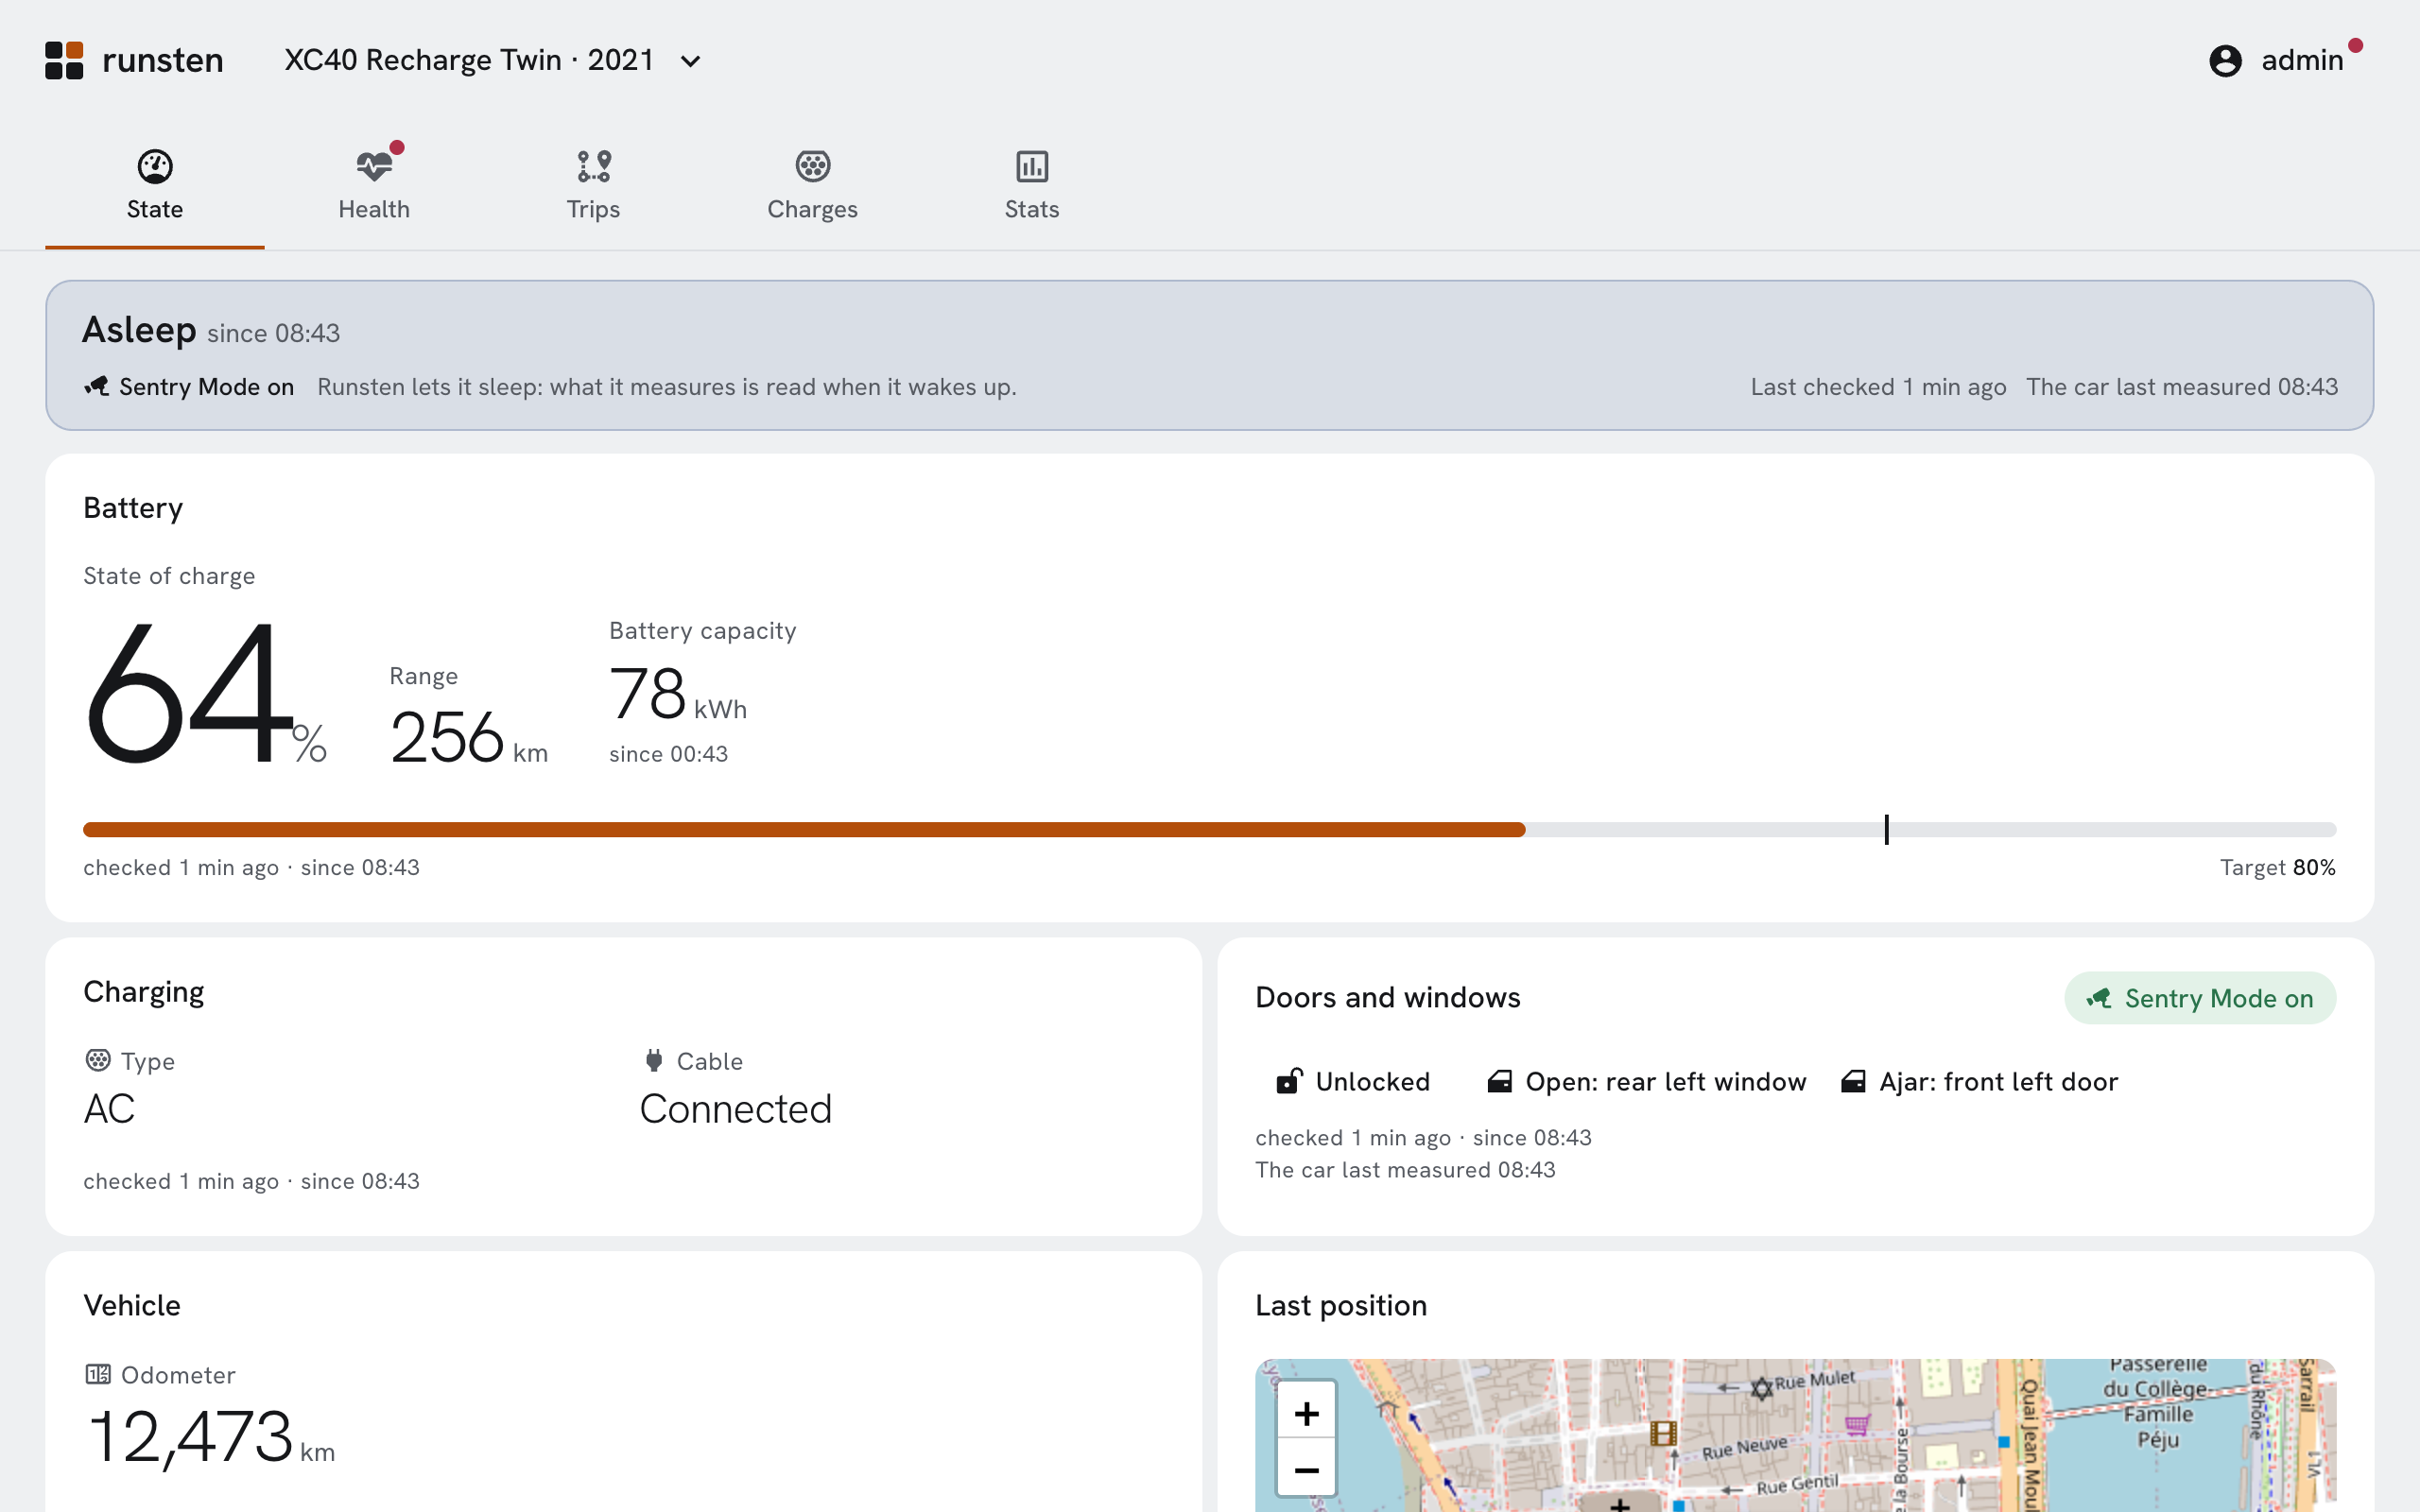 runsten
XC40 Recharge Twin · 2021
admin
State
Health
Trips
Charges
Stats
Asleep since 08:43
Sentry Mode on Runsten lets it sleep: what it measures is read when it wakes up.
Last checked 1 min ago The car last measured 08:43
Battery
State of charge
64%
Range
256 km
Battery capacity
78 kWh
since 00:43
checked 1 min ago · since 08:43
Target 80%
Charging
Type
AC
Cable
Connected
checked 1 min ago · since 08:43
Doors and windows
Sentry Mode on
Unlocked
Open: rear left window
Ajar: front left door
checked 1 min ago · since 08:43
The car last measured 08:43
Vehicle
Odometer
12,473 km
Last position
+
−
Rue Mulet
Rue Neuve
Rue Gentil
la Bourse
Quai Jean Moul
Passerelle
du Collège-
Famille
Péju
du Rhône
Sarrail
VL1